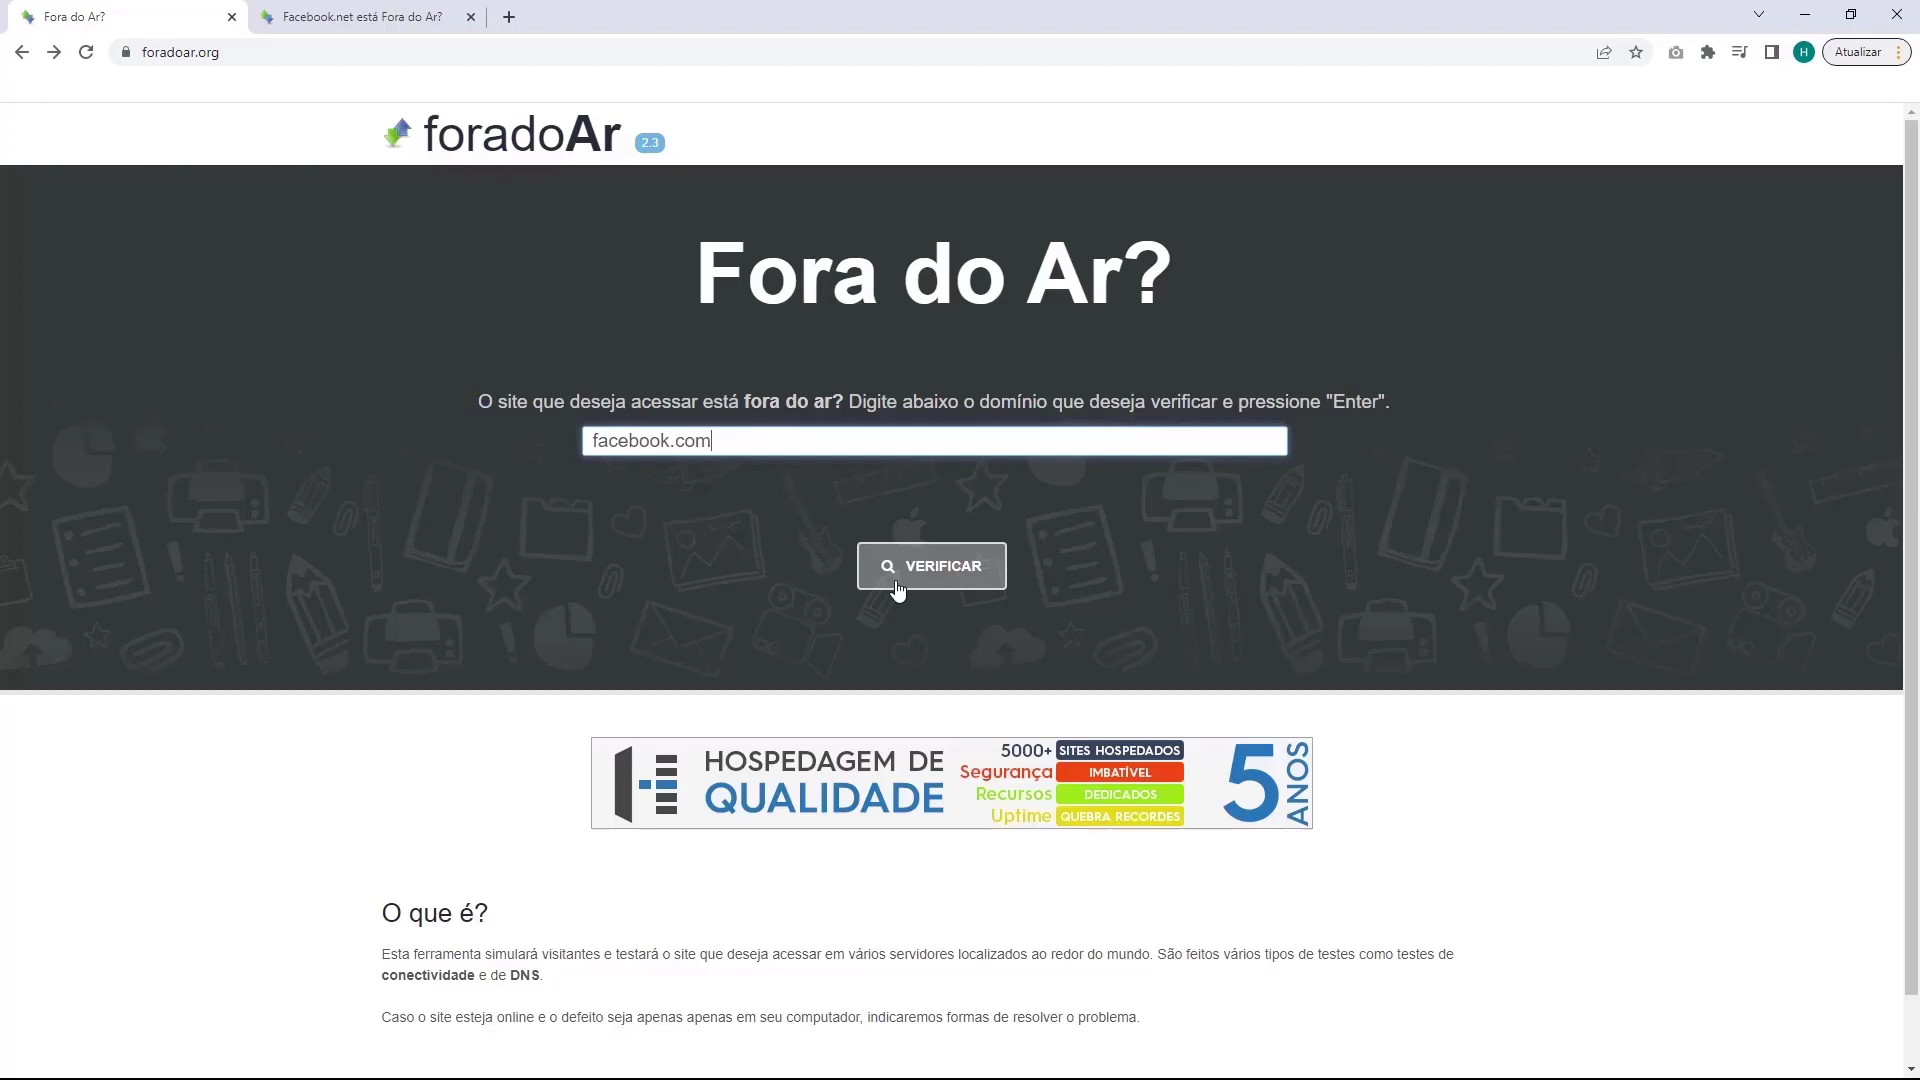 Fora do Ar?
Facebook.net está Fora do Ar?
foradoar.org
H
Atualizar
foradoAr 2.3
Fora do Ar?
O site que deseja acessar está fora do ar? Digite abaixo o domínio que deseja verificar e pressione "Enter".
facebook.com
VERIFICAR
HOSPEDAGEM DE
QUALIDADE
5000+ SITES HOSPEDADOS
Segurança IMBATÍVEL
Recursos DEDICADOS
Uptime QUEBRA RECORDES
5 ANOS
O que é?
Esta ferramenta simulará visitantes e testará o site que deseja acessar em vários servidores localizados ao redor do mundo. São feitos vários tipos de testes como testes de
conectividade e de DNS.
Caso o site esteja online e o defeito seja apenas apenas em seu computador, indicaremos formas de resolver o problema.